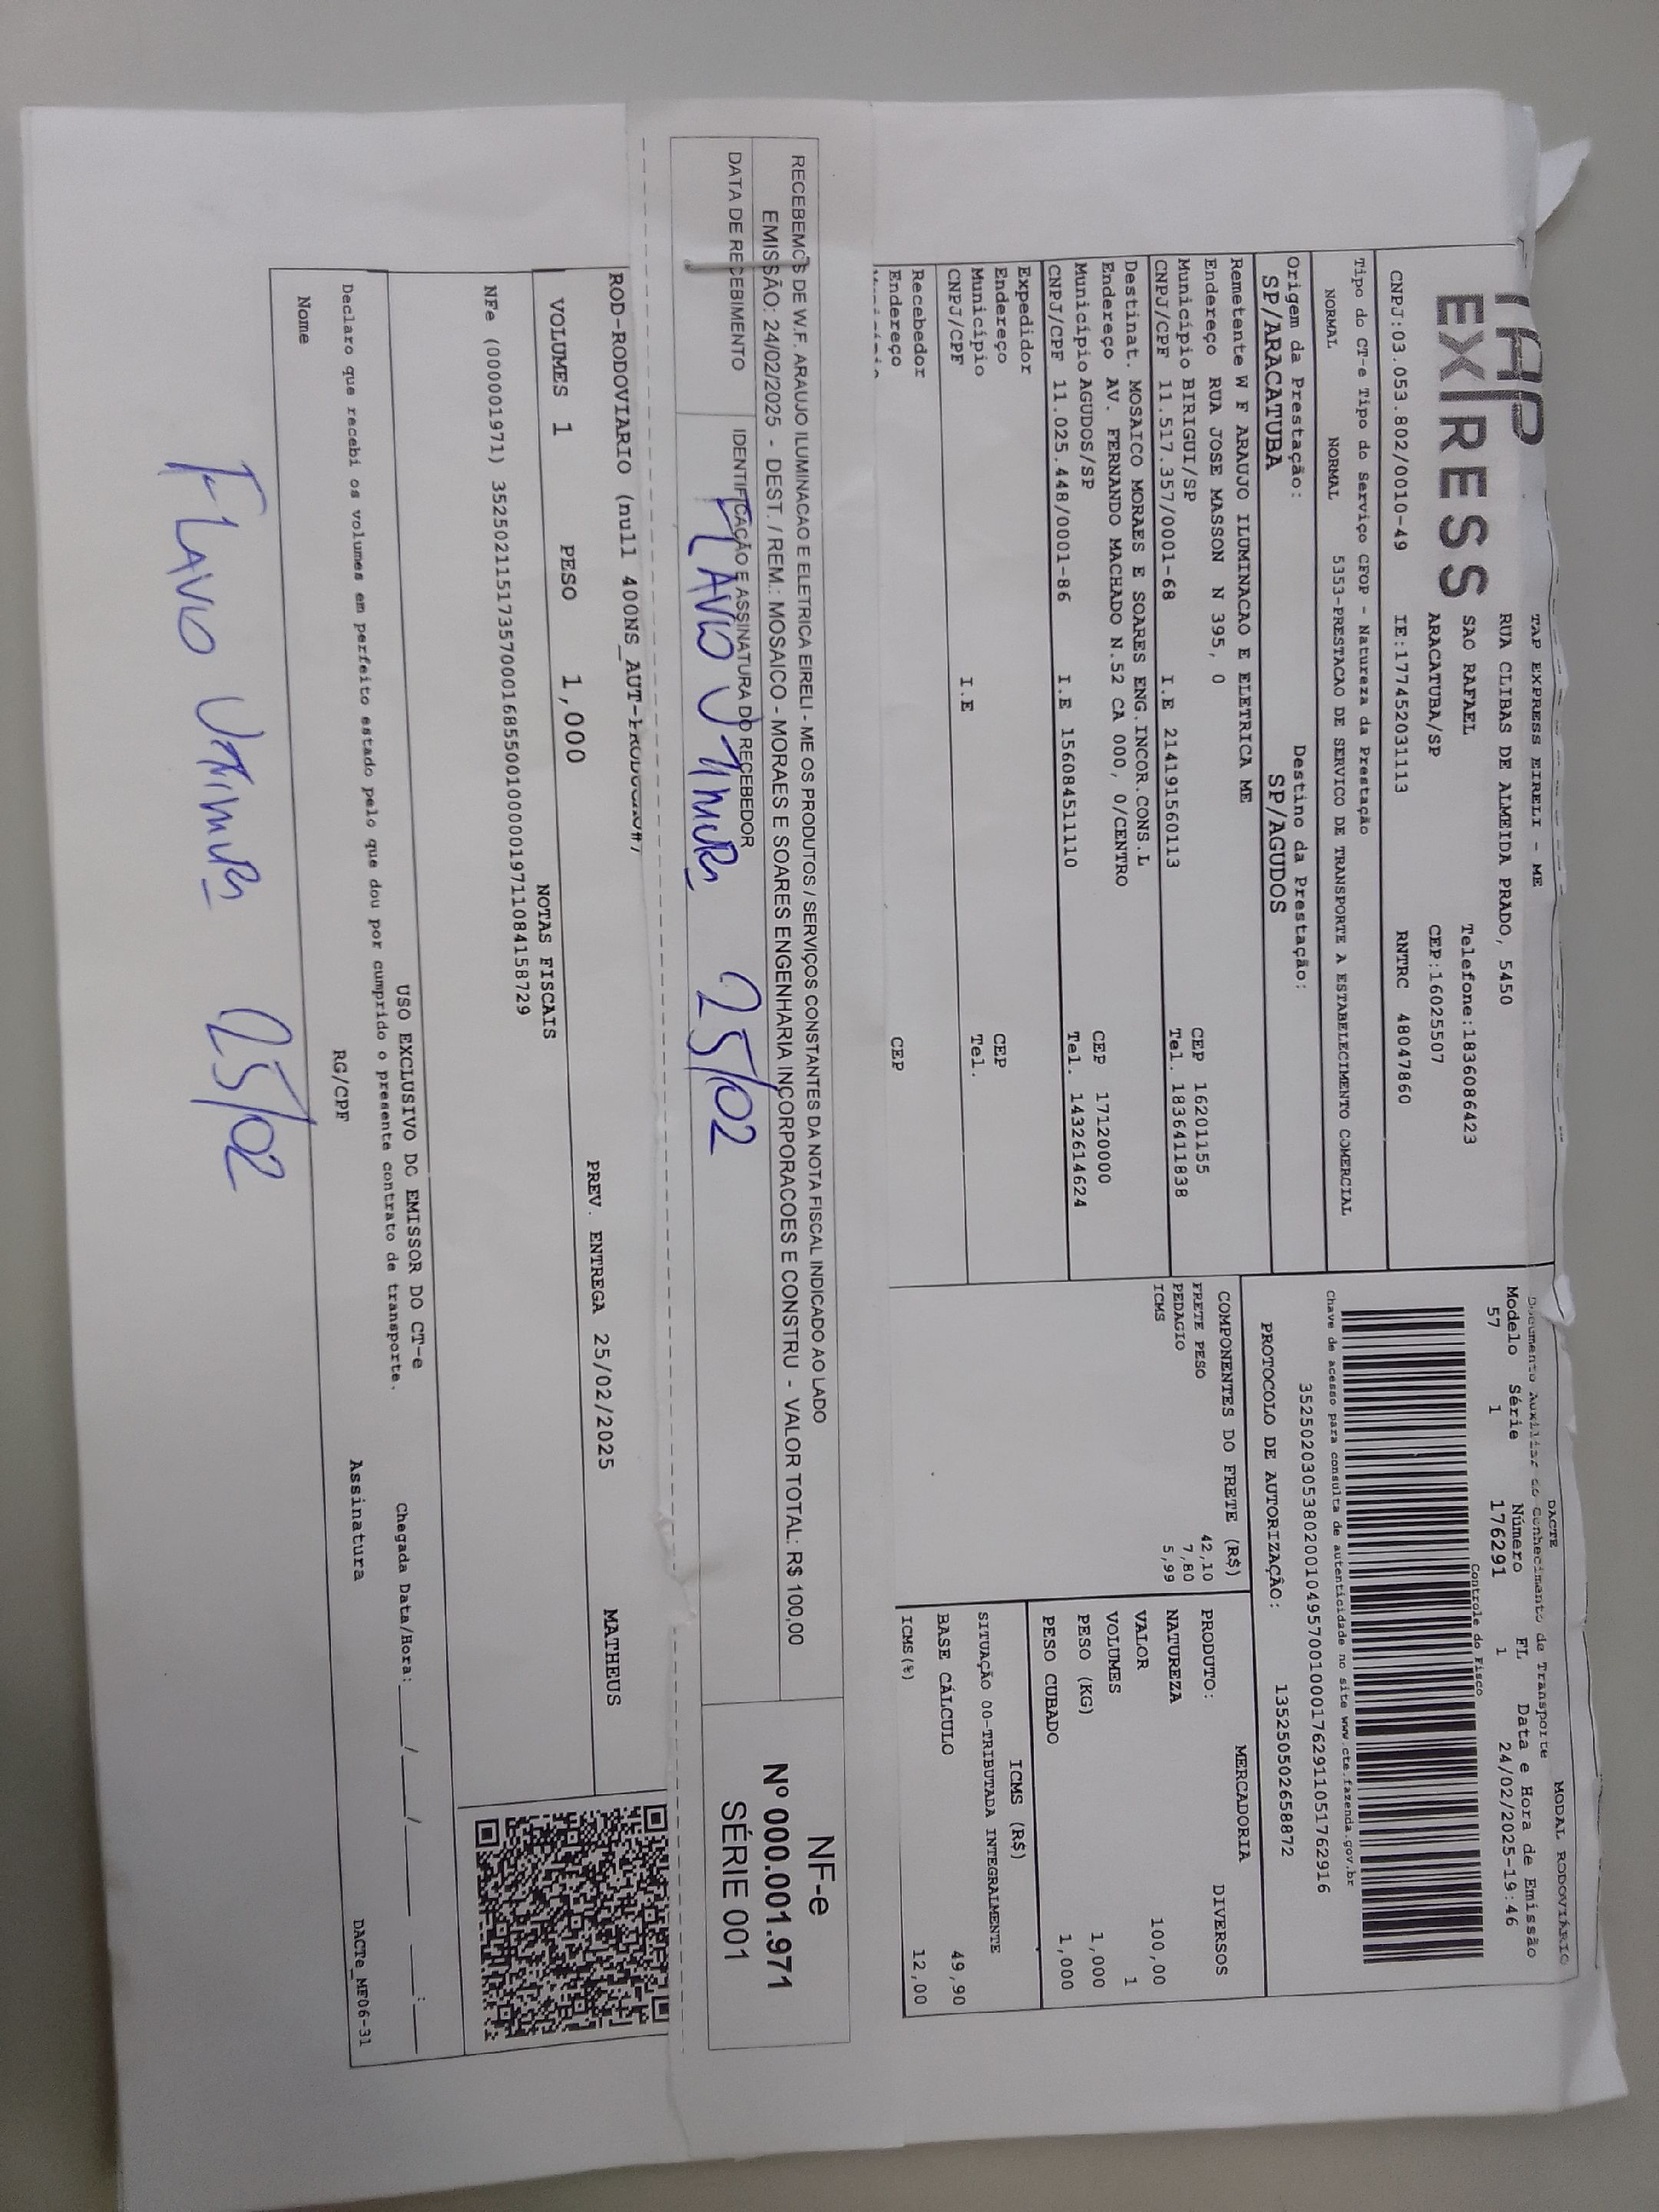 TAP
EXPRESS
TAP EXPRESS EIRELI - ME
RUA CLIBAS DE ALMEIDA PRADO, 5450
SAO RAFAEL Telefone:1836086423
ARACATUBA/SP CEP:16025507
CNPJ:03.053.802/0010-49 IE:177452031113 RNTRC 48047860
DACTE MODAL RODOVIÁRIO
Documento Auxiliar do Conhecimento de Transporte
Modelo Série Número FL Data e Hora de Emissão
57 1 176291 1 24/02/2025-19:46
Controle do Fisco
Chave de acesso para consulta de autenticidade no site www.cte.fazenda.gov.br
35250203053802001049570010001762911051762916
PROTOCOLO DE AUTORIZAÇÃO: 135250502658872
Tipo do CT-e Tipo do Serviço CFOP - Natureza da Prestação
NORMAL NORMAL 5353-PRESTACAO DE SERVICO DE TRANSPORTE A ESTABELECIMENTO COMERCIAL
Origem da Prestação: Destino da Prestação:
SP/ARACATUBA SP/AGUDOS
Remetente W F ARAUJO ILUMINACAO E ELETRICA ME
Endereço RUA JOSE MASSON N 395, 0 CEP 16201155
Município BIRIGUI/SP Tel. 1836411838
CNPJ/CPF 11.517.357/0001-68 I.E 214191560113
Destinat. MOSAICO MORAES E SOARES ENG.INCOR.CONS.L
Endereço AV. FERNANDO MACHADO N.52 CA 000, 0/CENTRO CEP 17120000
Município AGUDOS/SP Tel. 1432614624
CNPJ/CPF 11.025.448/0001-86 I.E 156084511110
Expedidor
Endereço CEP
Município Tel.
CNPJ/CPF I.E
Recebedor
Endereço CEP
COMPONENTES DO FRETE (R$)
FRETE PESO 42,10
PEDAGIO 7,80
ICMS 5,99
MERCADORIA
PRODUTO: DIVERSOS
NATUREZA
VALOR 100,00
VOLUMES 1
PESO (KG) 1,000
PESO CUBADO 1,000
ICMS (R$)
SITUAÇÃO 00-TRIBUTADA INTEGRALMENTE
BASE CÁLCULO 49,90
ICMS(%) 12,00
RECEBEMOS DE W.F. ARAUJO ILUMINACAO E ELETRICA EIRELI - ME OS PRODUTOS / SERVIÇOS CONSTANTES DA NOTA FISCAL INDICADO AO LADO
EMISSÃO: 24/02/2025 - DEST. / REM.: MOSAICO - MORAES E SOARES ENGENHARIA INCORPORACOES E CONSTRU - VALOR TOTAL: R$ 100,00
DATA DE RECEBIMENTO IDENTIFICAÇÃO E ASSINATURA DO RECEBEDOR
FLAVIO 25/02
NF-e
Nº 000.001.971
SÉRIE 001
ROD-RODOVIARIO (null 400NS_AUT- PREV. ENTREGA 25/02/2025 MATHEUS
VOLUMES 1 PESO 1,000
NOTAS FISCAIS
NFe (000001971) 35250211517357000168550010000019711084158729
USO EXCLUSIVO DO EMISSOR DO CT-e
Declaro que recebi os volumes em perfeito estado pelo que dou por cumprido o presente contrato de transporte. Chegada Data/Hora: ___/___/_____ __:__
Nome RG/CPF Assinatura DACTe_MF06-31
FLAVIO 25/02